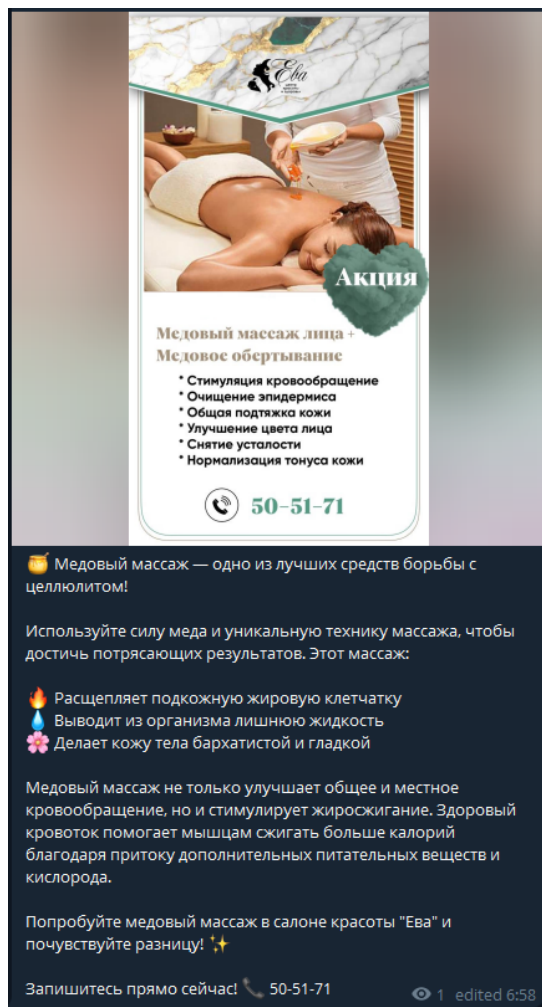 Ева
Акция
Медовый массаж лица +
Медовое обертывание
* Стимуляция кровообращение
* Очищение эпидермиса
* Общая подтяжка кожи
* Улучшение цвета лица
* Снятие усталости
* Нормализация тонуса кожи
50-51-71
🍯 Медовый массаж — одно из лучших средств борьбы с
целлюлитом!
Используйте силу меда и уникальную технику массажа, чтобы
достичь потрясающих результатов. Этот массаж:
🔥 Расщепляет подкожную жировую клетчатку
💧 Выводит из организма лишнюю жидкость
🌸 Делает кожу тела бархатистой и гладкой
Медовый массаж не только улучшает общее и местное
кровообращение, но и стимулирует жиросжигание. Здоровый
кровоток помогает мышцам сжигать больше калорий
благодаря притоку дополнительных питательных веществ и
кислорода.
Попробуйте медовый массаж в салоне красоты "Ева" и
почувствуйте разницу! ✨
Запишитесь прямо сейчас! 📞 50-51-71
1 edited 6:58